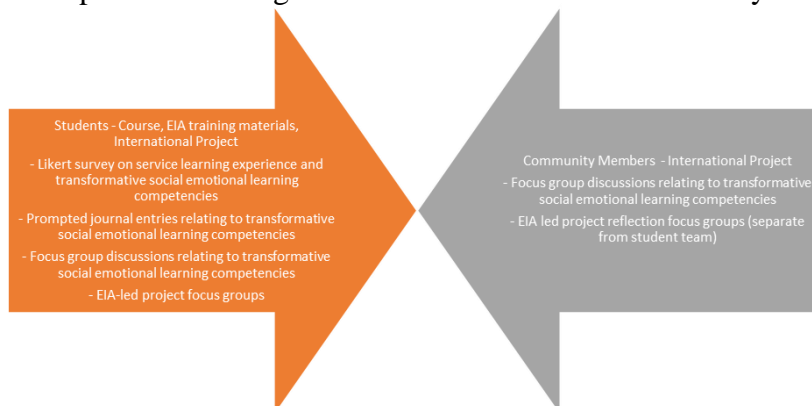 Students - Course, EIA training materials,
International Project
- Likert survey on service learning experience and
transformative social emotional learning
competencies
- Prompted journal entries relating to transformative
social emotional learning competencies
- Focus group discussions relating to transformative
social emotional learning competencies
- EIA-led project focus groups
Community Members - International Project
- Focus group discussions relating to transformative
social emotional learning competencies
- EIA led project reflection focus groups (separate
from student team)